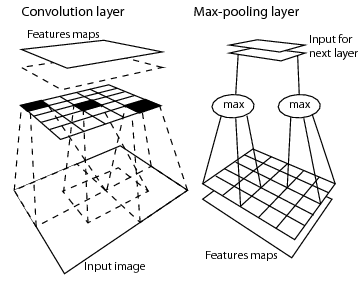 Convolution layer
Features maps
Input image
Max-pooling layer
Input for
next layer
max
max
Features maps